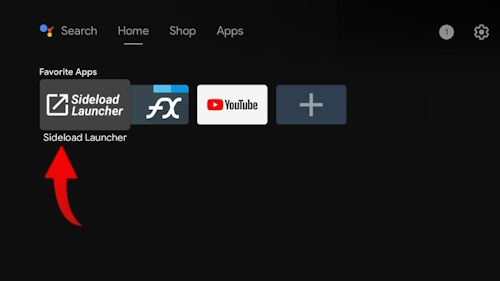 Search Home Shop Apps 1
Favorite Apps
Sideload
Launcher
FX
YouTube
Sideload Launcher